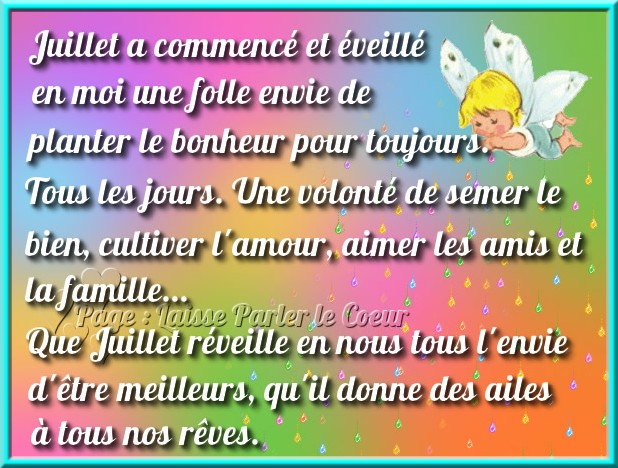 Juillet a commencé et éveillé
en moi une folle envie de
planter le bonheur pour toujours.
Tous les jours. Une volonté de semer le
bien, cultiver l'amour, aimer les amis et
la famille...
Page : Laisse Parler le Coeur
Que Juillet réveille en nous tous l'envie
d'être meilleurs, qu'il donne des ailes
à tous nos rêves.